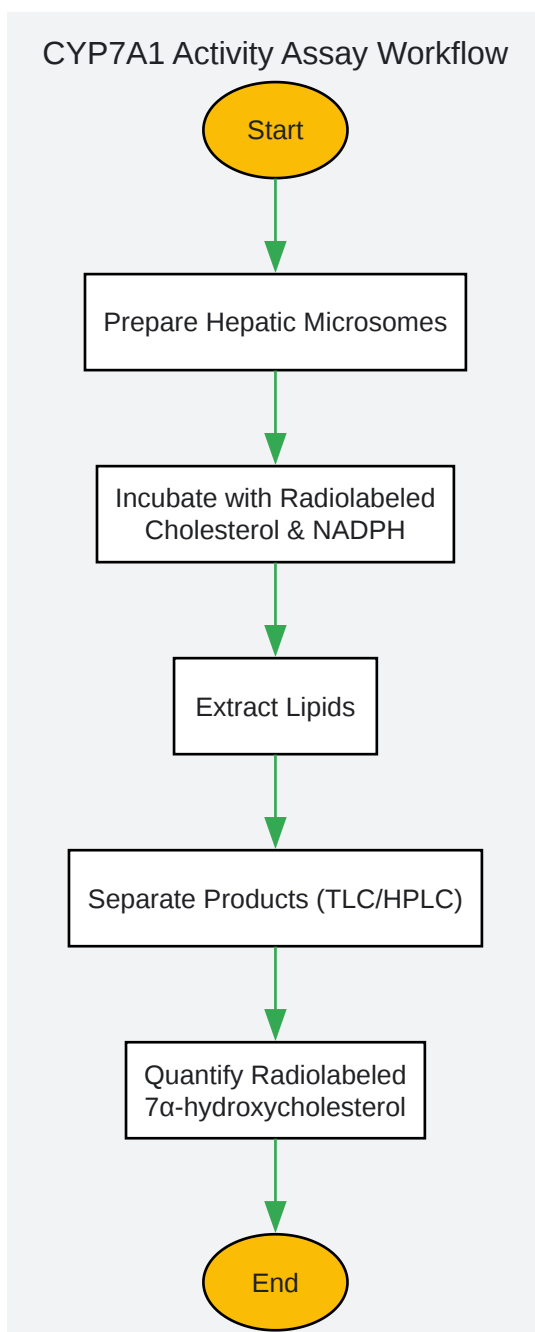 CYP7A1 Activity Assay Workflow
Start
Prepare Hepatic Microsomes
Incubate with Radiolabeled
Cholesterol & NADPH
Extract Lipids
Separate Products (TLC/HPLC)
Quantify Radiolabeled
7α-hydroxycholesterol
End